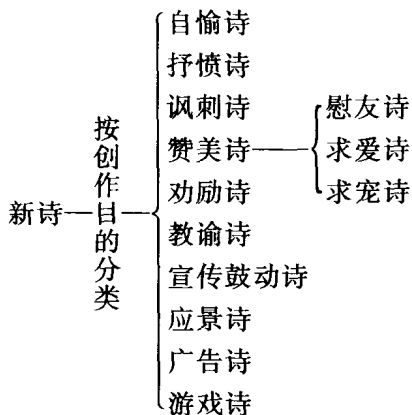 新诗
按创作目的分类
自愉诗
抒愤诗
讽刺诗
赞美诗
劝励诗
教谕诗
宣传鼓动诗
应景诗
广告诗
游戏诗
慰友诗
求爱诗
求宠诗